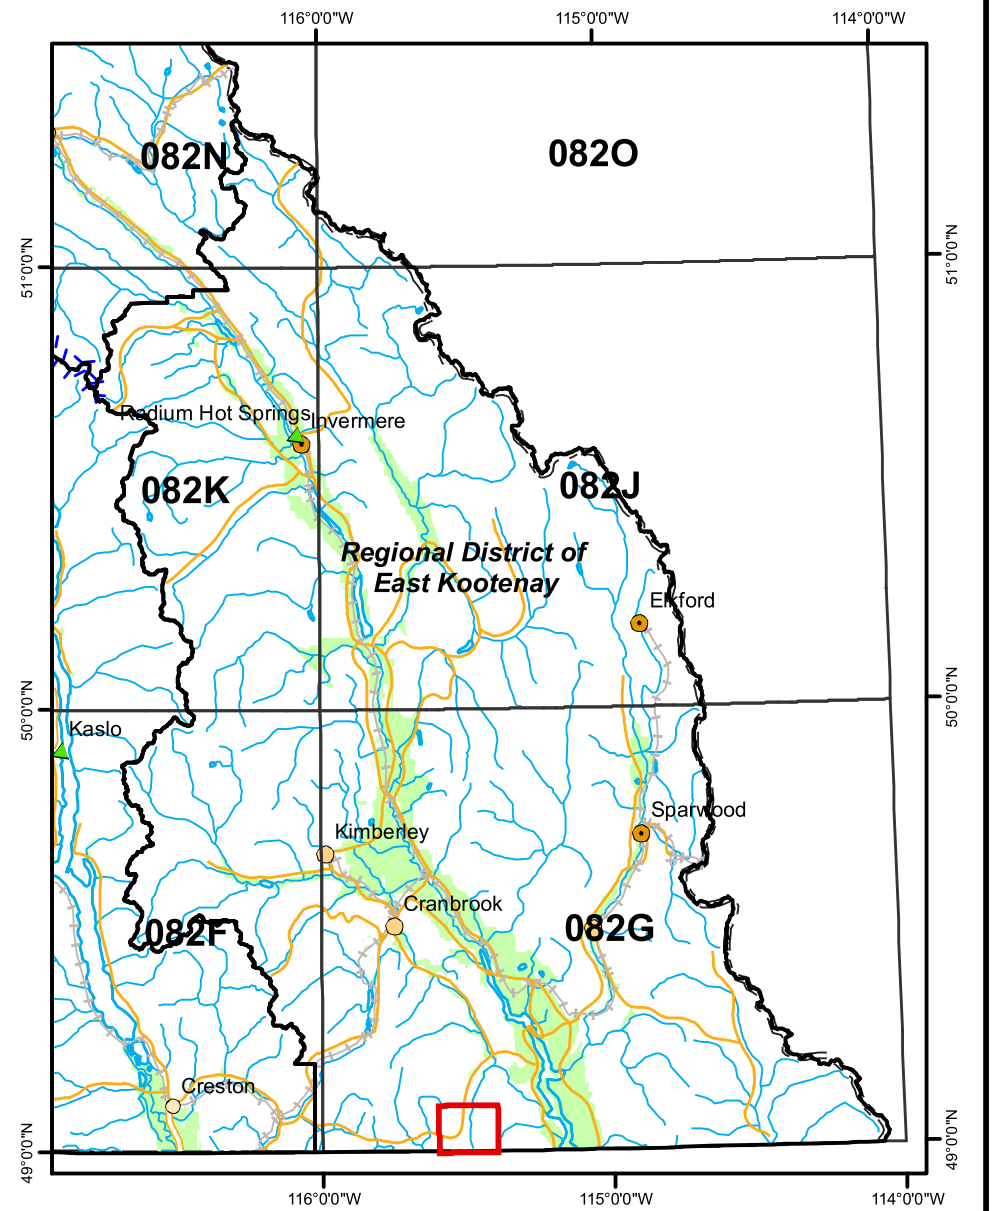 116°0'0"W
115°0'0"W
114°0'0"W
082N
082O
51°0'0"N
51°0'0"N
Radium Hot Springs
Invermere
082K
082J
Regional District of
East Kootenay
Elkford
50°0'0"N
50°0'0"N
Kaslo
Sparwood
Kimberley
Cranbrook
082F
082G
Creston
49°0'0"N
49°0'0"N
116°0'0"W
115°0'0"W
114°0'0"W